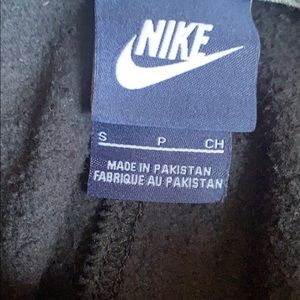 NIKE
S P CH
MADE IN PAKISTAN
FABRIQUE AU PAKISTAN